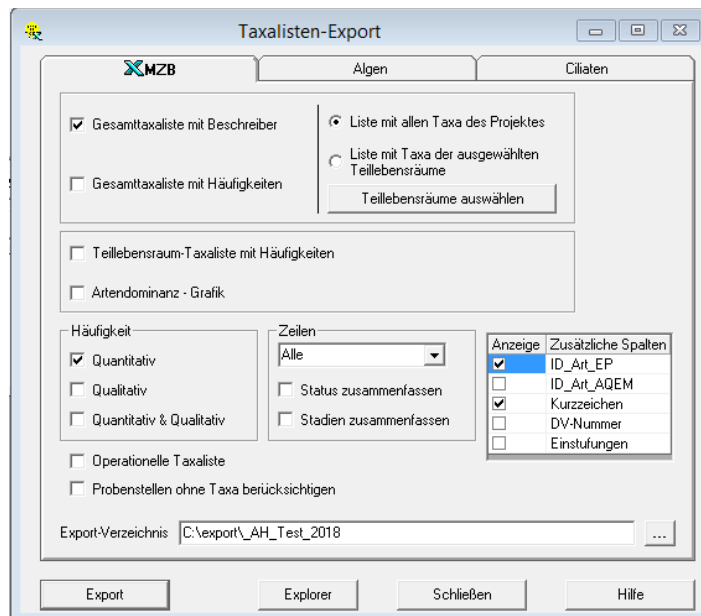 Taxalisten-Export
MZB
Algen
Ciliaten
Gesamttaxaliste mit Beschreiber
Gesamttaxaliste mit Häufigkeiten
Liste mit allen Taxa des Projektes
Liste mit Taxa der ausgewählten
Teillebensräume
Teillebensräume auswählen
Teillebensraum-Taxaliste mit Häufigkeiten
Artendominanz - Grafik
Häufigkeit
Quantitativ
Qualitativ
Quantitativ & Qualitativ
Zeilen
Alle
Status zusammenfassen
Stadien zusammenfassen
Anzeige Zusätzliche Spalten
ID_Art_EP
ID_Art_AQEM
Kurzzeichen
DV-Nummer
Einstufungen
Operationelle Taxaliste
Probenstellen ohne Taxa berücksichtigen
Export-Verzeichnis C:\export\_AH_Test_2018 ...
Export
Explorer
Schließen
Hilfe